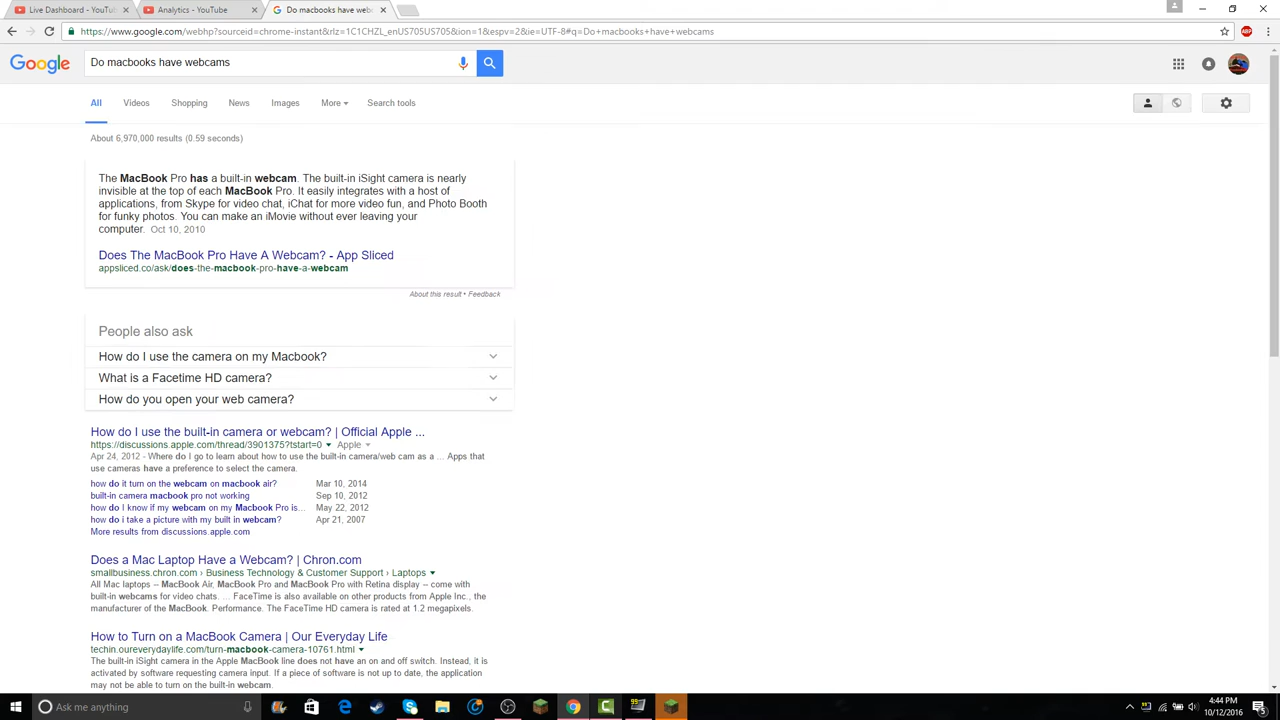 Live Dashboard - YouTu
Analytics - YouTube
Do macbooks have web
https://www.google.com/webhp?sourceid=chrome-instant&rlz=1C1CHZL_enUS705US705&ion=1&espv=2&ie=UTF-8#q=Do+macbooks+have+webcams
ABP
Google
Do macbooks have webcams
All
Videos
Shopping
News
Images
More
Search tools
About 6,970,000 results (0.59 seconds)
The MacBook Pro has a built-in webcam. The built-in iSight camera is nearly
invisible at the top of each MacBook Pro. It easily integrates with a host of
applications, from Skype for video chat, iChat for more video fun, and Photo Booth
for funky photos. You can make an iMovie without ever leaving your
computer. Oct 10, 2010
Does The MacBook Pro Have A Webcam? - App Sliced
appsliced.co/ask/does-the-macbook-pro-have-a-webcam
About this result • Feedback
People also ask
How do I use the camera on my Macbook?
What is a Facetime HD camera?
How do you open your web camera?
How do I use the built-in camera or webcam? | Official Apple ...
https://discussions.apple.com/thread/3901375?tstart=0 Apple
Apr 24, 2012 - Where do I go to learn about how to use the built-in camera/web cam as a ... Apps that
use cameras have a preference to select the camera.
how do it turn on the webcam on macbook air? Mar 10, 2014
built-in camera macbook pro not working Sep 10, 2012
how do I know if my webcam on my Macbook Pro is... May 22, 2012
how do i take a picture with my built in webcam? Apr 21, 2007
More results from discussions.apple.com
Does a Mac Laptop Have a Webcam? | Chron.com
smallbusiness.chron.com › Business Technology & Customer Support › Laptops
All Mac laptops -- MacBook Air, MacBook Pro and MacBook Pro with Retina display -- come with
built-in webcams for video chats. ... FaceTime is also available on other products from Apple Inc., the
manufacturer of the MacBook. Performance. The FaceTime HD camera is rated at 1.2 megapixels.
How to Turn on a MacBook Camera | Our Everyday Life
techin.oureverydaylife.com/turn-macbook-camera-10761.html
The built-in iSight camera in the Apple MacBook line does not have an on and off switch. Instead, it is
activated by software requesting camera input. If a piece of software is not up to date, the application
may not be able to turn on the built-in webcam.
Ask me anything
4:44 PM
10/12/2016